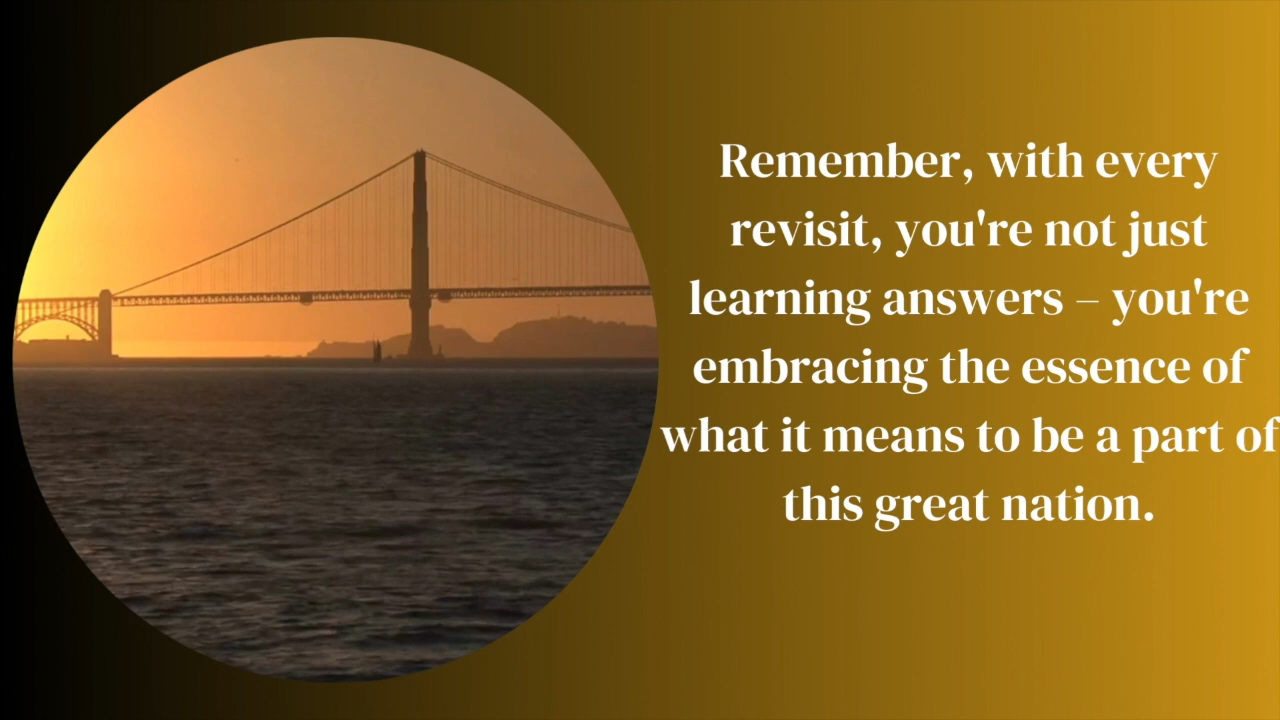 Remember, with every
revisit, you're not just
learning answers – you're
embracing the essence of
what it means to be a part of
this great nation.